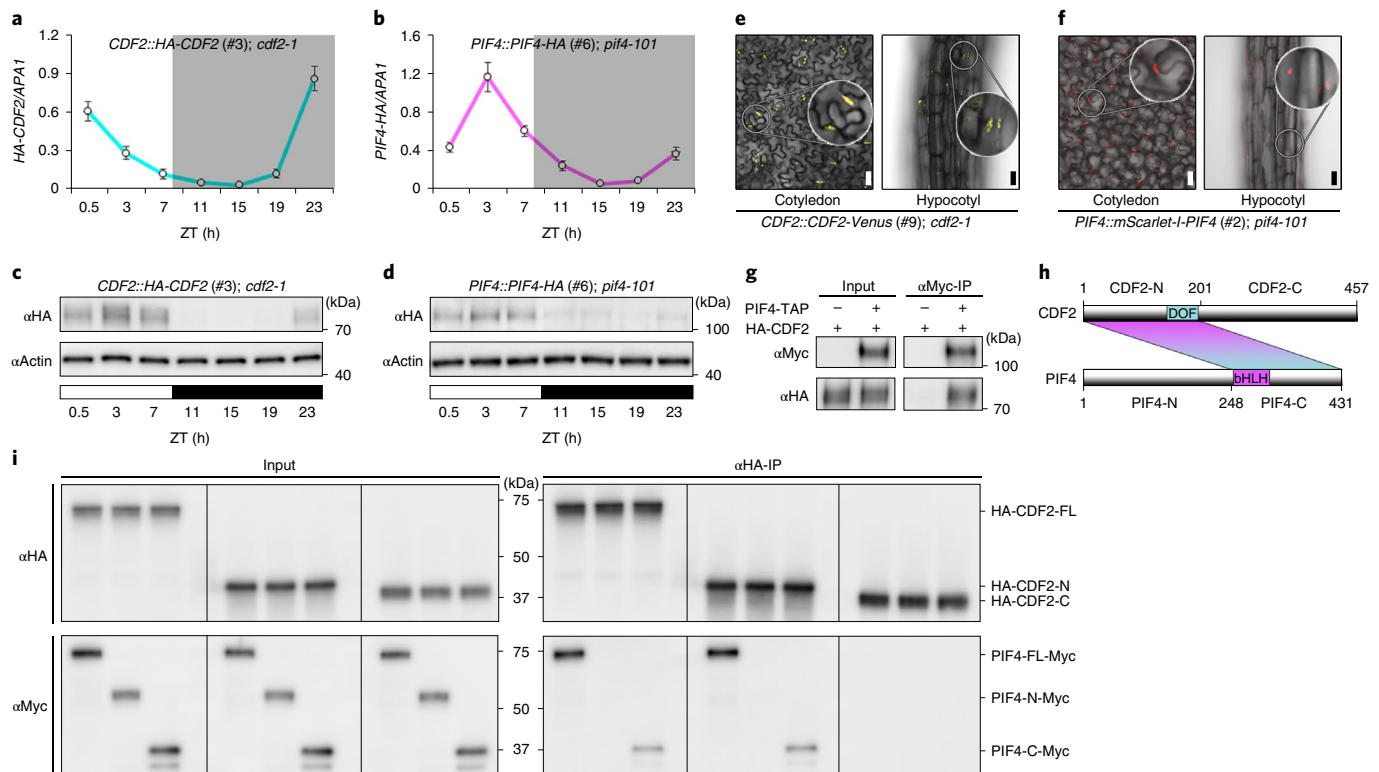 a
CDF2::HA-CDF2 (#3); cdf2-1
HA-CDF2/APA1
1.2
0.9
0.6
0.3
0
0.5 3 7 11 15 19 23
ZT (h)
b
PIF4::PIF4-HA (#6); pif4-101
PIF4-HA/APA1
1.6
1.2
0.8
0.4
0
0.5 3 7 11 15 19 23
ZT (h)
e
Cotyledon Hypocotyl
CDF2::CDF2-Venus (#9); cdf2-1
f
Cotyledon Hypocotyl
PIF4::mScarlet-I-PIF4 (#2); pif4-101
c
CDF2::HA-CDF2 (#3); cdf2-1
(kDa)
αHA
70
αActin
40
0.5 3 7 11 15 19 23
ZT (h)
d
PIF4::PIF4-HA (#6); pif4-101
(kDa)
αHA
100
αActin
40
0.5 3 7 11 15 19 23
ZT (h)
g
Input αMyc-IP
PIF4-TAP − + − +
HA-CDF2 + + + +
(kDa)
αMyc
100
αHA
70
h
1 CDF2-N 201 CDF2-C 457
CDF2 DOF
PIF4 bHLH
1 PIF4-N 248 PIF4-C 431
i
Input αHA-IP
(kDa)
αHA
75
50
37
HA-CDF2-FL
HA-CDF2-N
HA-CDF2-C
αMyc
75
50
37
PIF4-FL-Myc
PIF4-N-Myc
PIF4-C-Myc